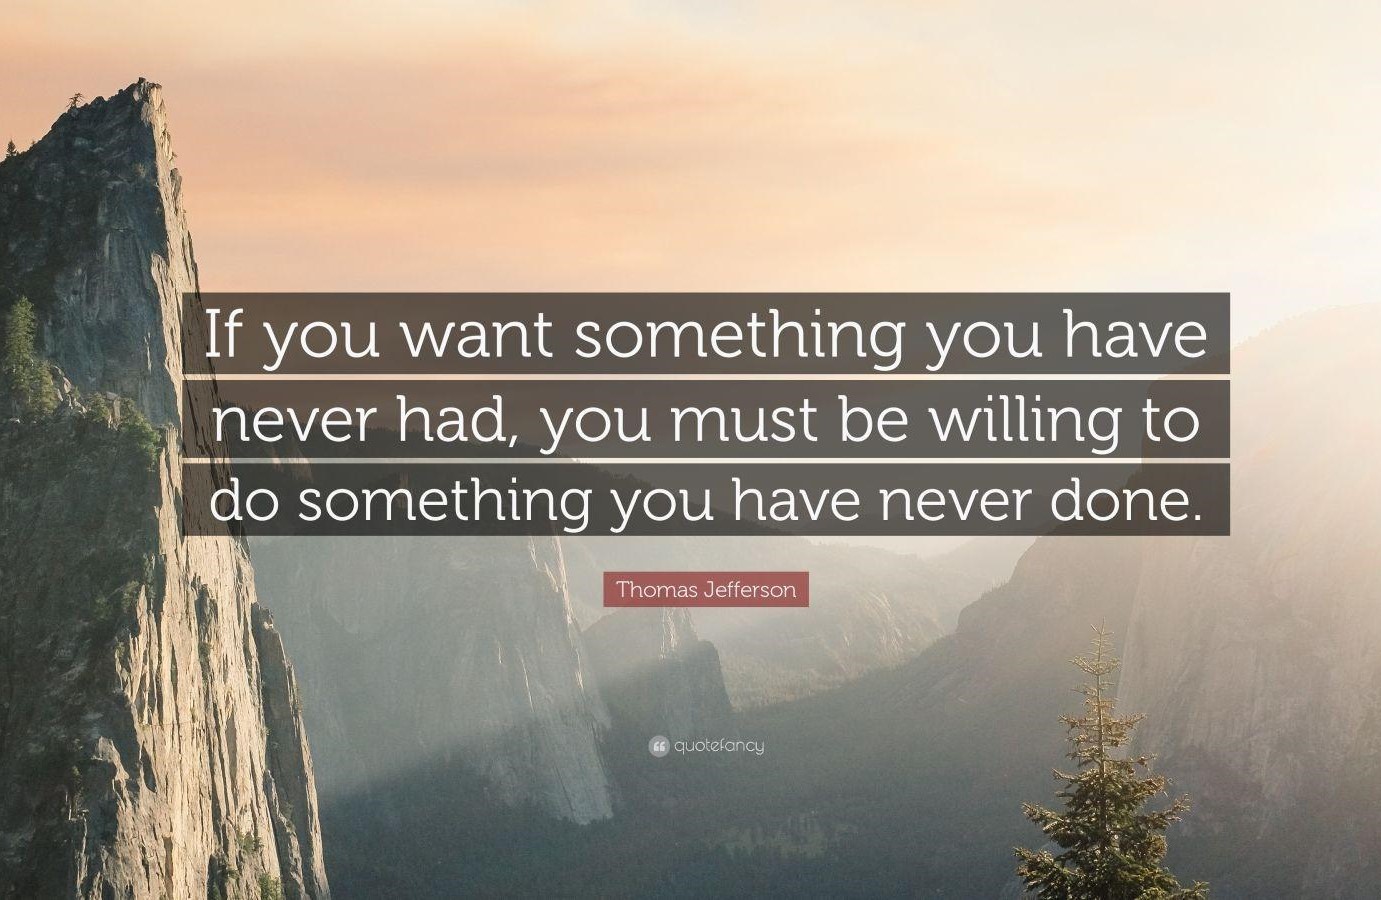 If you want something you have
never had, you must be willing to
do something you have never done.
Thomas Jefferson
quotefancy